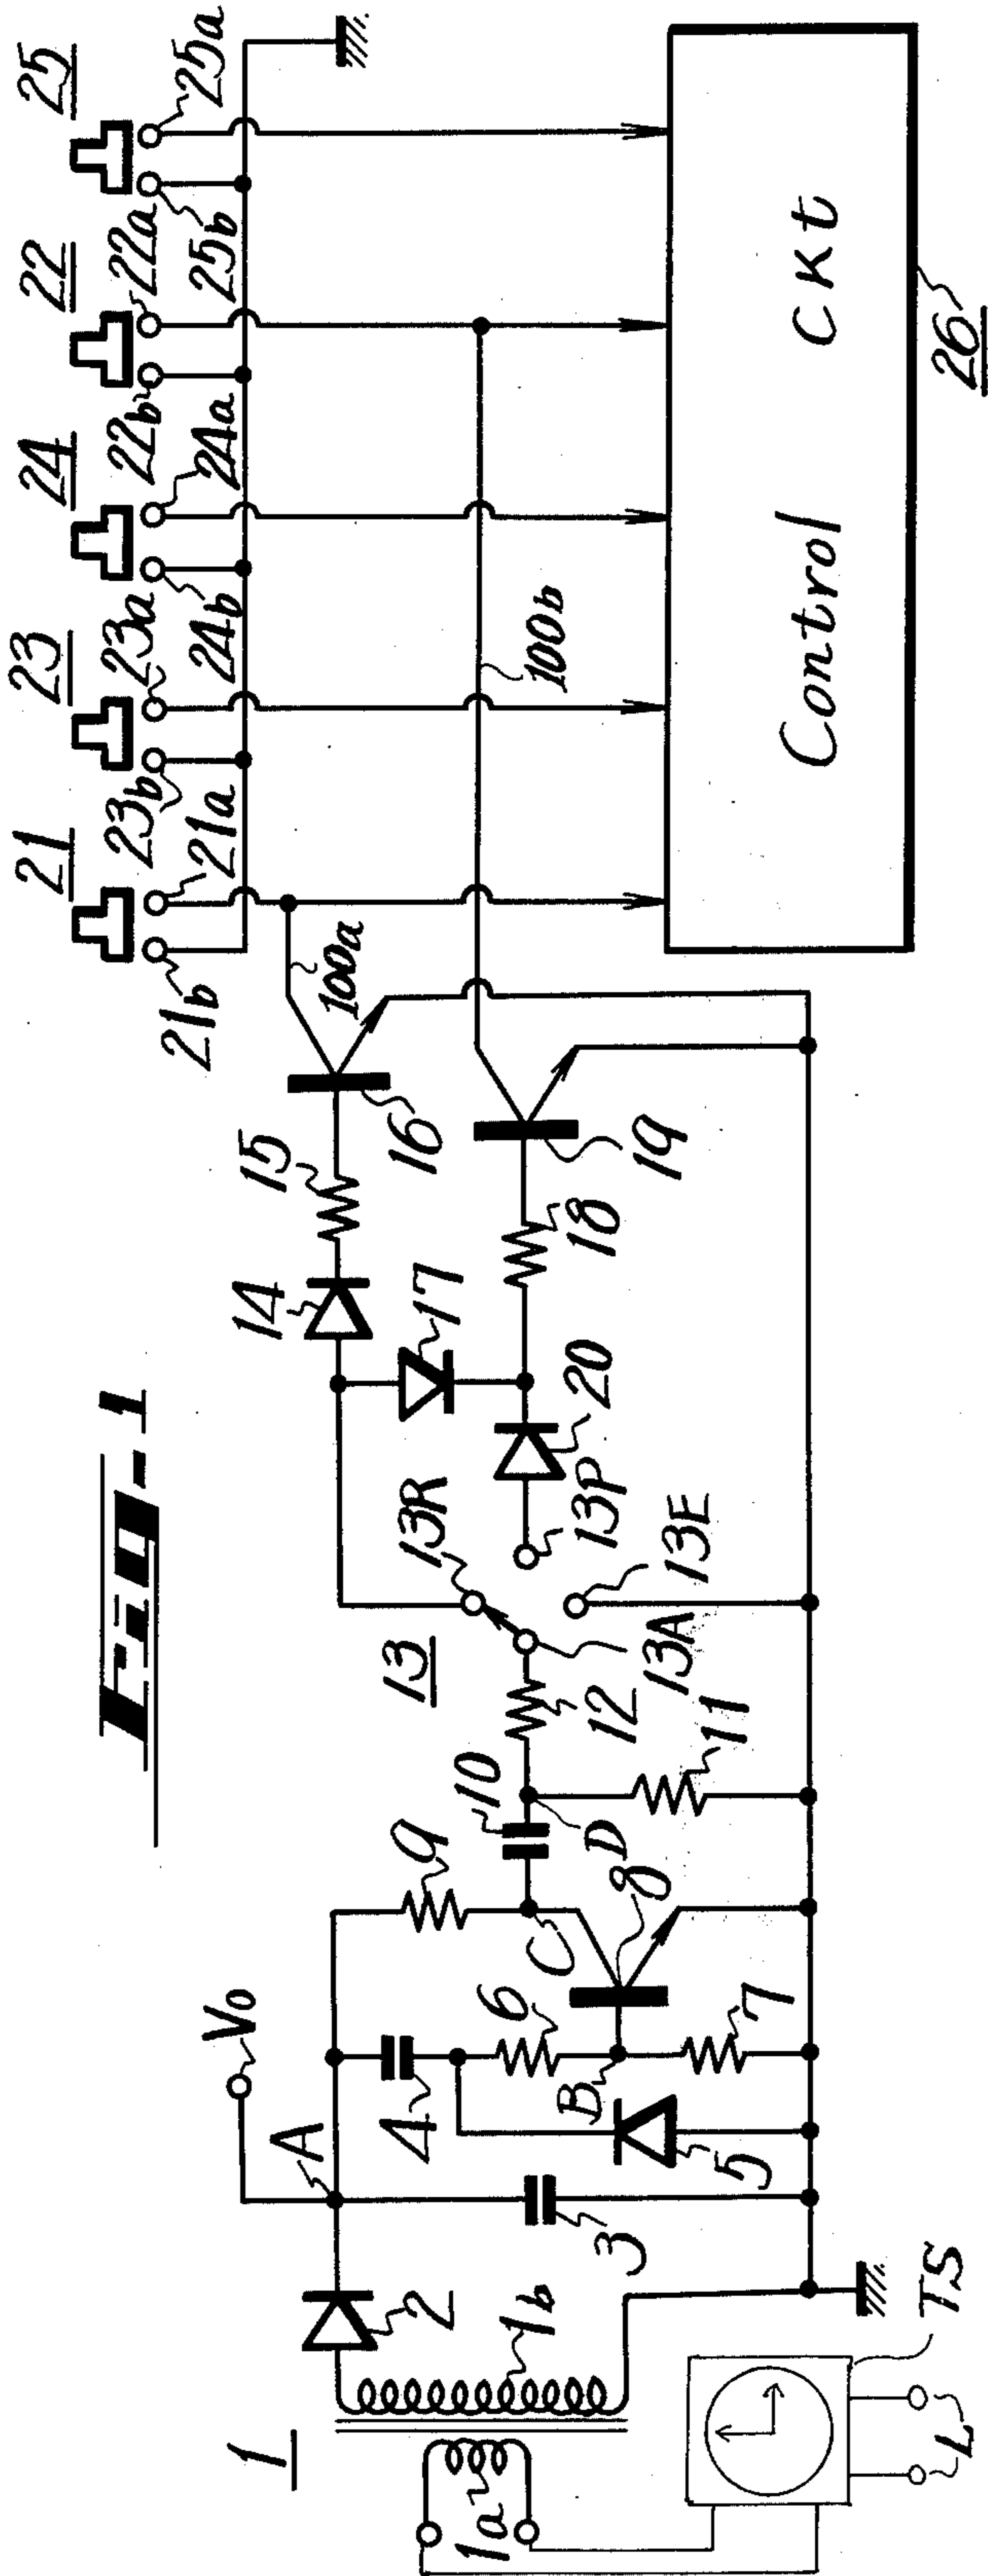 FIG-1
1
1a
1b
2
3
A
V0
4
5
6
B
7
8
9
C
10
D
11
12
13
13A
13R
13P
13E
14
15
16
17
18
19
20
100a
100b
21
21a
21b
23
23a
23b
24
24a
24b
22
22a
22b
25
25a
25b
Control CKt
26
TS
L